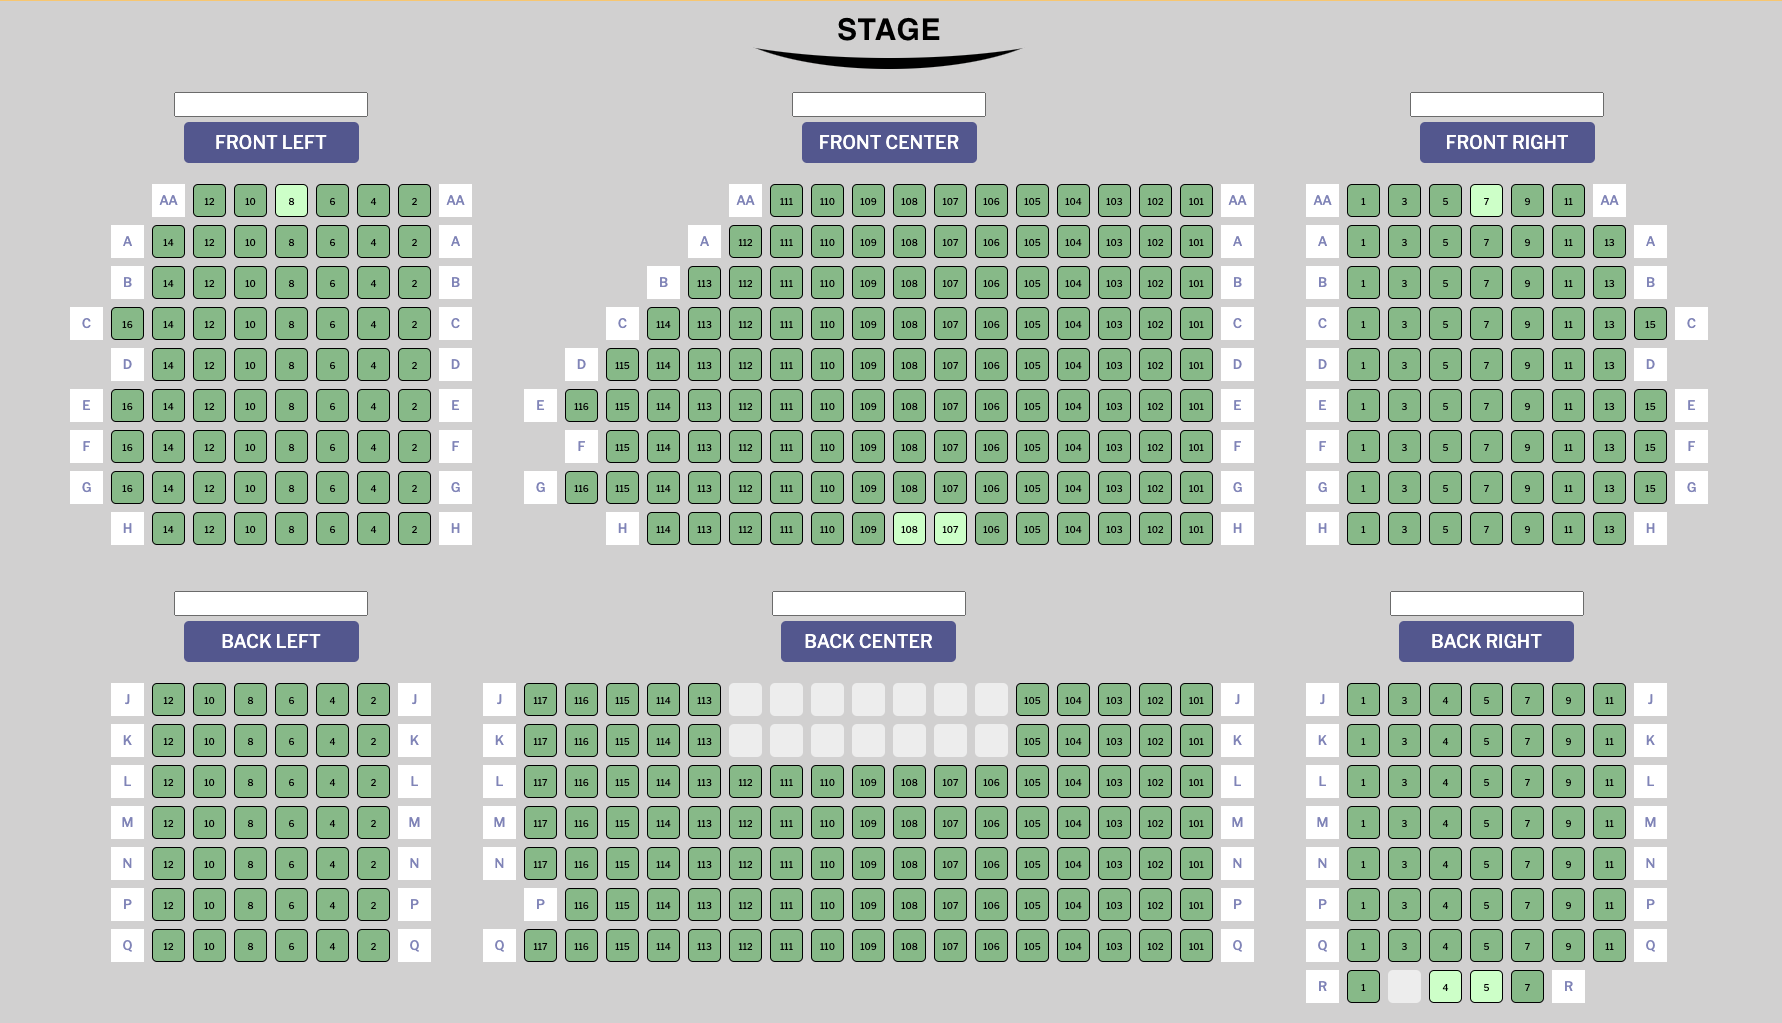 STAGE
FRONT LEFT FRONT CENTER FRONT RIGHT
AA 12 10 8 6 4 2 AA AA 111 110 109 108 107 106 105 104 103 102 101 AA AA 1 3 5 7 9 11 AA
A 14 12 10 8 6 4 2 A A 112 111 110 109 108 107 106 105 104 103 102 101 A A 1 3 5 7 9 11 13 A
B 14 12 10 8 6 4 2 B B 113 112 111 110 109 108 107 106 105 104 103 102 101 B B 1 3 5 7 9 11 13 B
C 16 14 12 10 8 6 4 2 C C 114 113 112 111 110 109 108 107 106 105 104 103 102 101 C C 1 3 5 7 9 11 13 15 C
D 14 12 10 8 6 4 2 D D 115 114 113 112 111 110 109 108 107 106 105 104 103 102 101 D D 1 3 5 7 9 11 13 D
E 16 14 12 10 8 6 4 2 E E 116 115 114 113 112 111 110 109 108 107 106 105 104 103 102 101 E E 1 3 5 7 9 11 13 15 E
F 16 14 12 10 8 6 4 2 F F 115 114 113 112 111 110 109 108 107 106 105 104 103 102 101 F F 1 3 5 7 9 11 13 15 F
G 16 14 12 10 8 6 4 2 G G 116 115 114 113 112 111 110 109 108 107 106 105 104 103 102 101 G G 1 3 5 7 9 11 13 15 G
H 14 12 10 8 6 4 2 H H 114 113 112 111 110 109 108 107 106 105 104 103 102 101 H H 1 3 5 7 9 11 13 H
BACK LEFT BACK CENTER BACK RIGHT
J 12 10 8 6 4 2 J J 117 116 115 114 113 105 104 103 102 101 J J 1 3 4 5 7 9 11 J
K 12 10 8 6 4 2 K K 117 116 115 114 113 105 104 103 102 101 K K 1 3 4 5 7 9 11 K
L 12 10 8 6 4 2 L L 117 116 115 114 113 112 111 110 109 108 107 106 105 104 103 102 101 L L 1 3 4 5 7 9 11 L
M 12 10 8 6 4 2 M M 117 116 115 114 113 112 111 110 109 108 107 106 105 104 103 102 101 M M 1 3 4 5 7 9 11 M
N 12 10 8 6 4 2 N N 117 116 115 114 113 112 111 110 109 108 107 106 105 104 103 102 101 N N 1 3 4 5 7 9 11 N
P 12 10 8 6 4 2 P P 116 115 114 113 112 111 110 109 108 107 106 105 104 103 102 101 P P 1 3 4 5 7 9 11 P
Q 12 10 8 6 4 2 Q Q 117 116 115 114 113 112 111 110 109 108 107 106 105 104 103 102 101 Q Q 1 3 4 5 7 9 11 Q
R 1 4 5 7 R